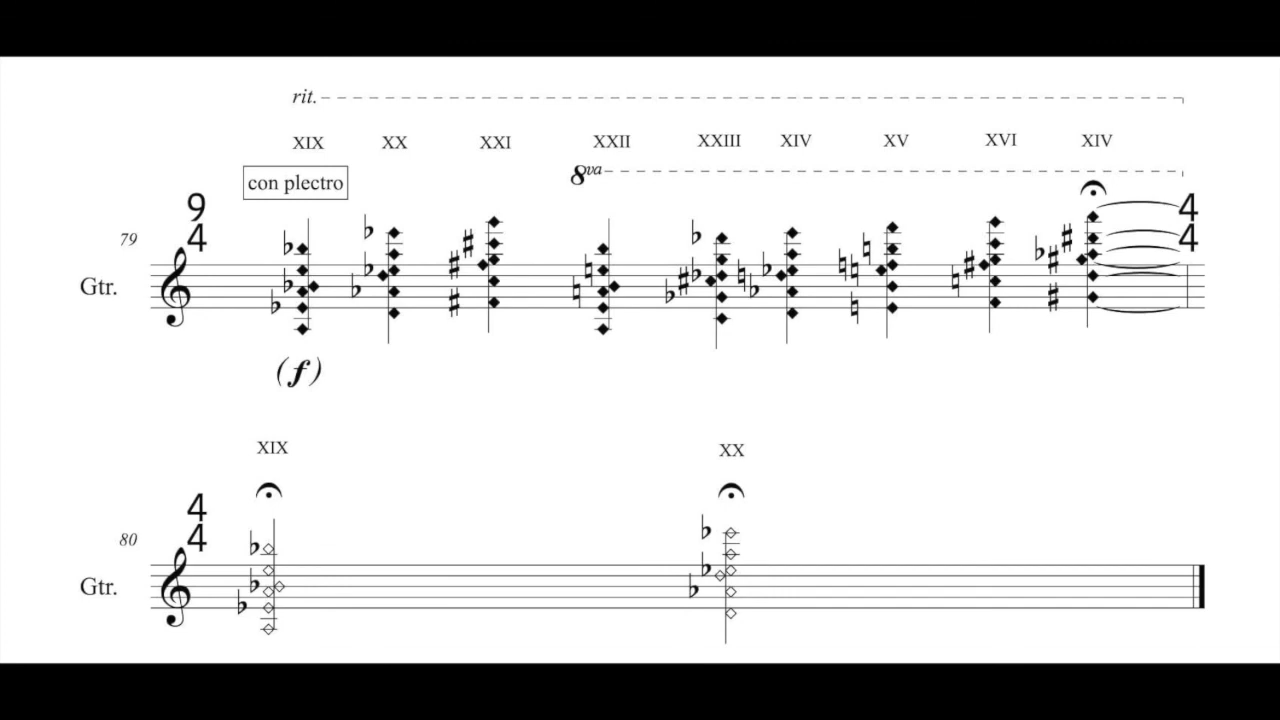 rit.
XIX XX XXI XXII XXIII XIV XV XVI XIV
8va
con plectro
9
4
4
4
79
Gtr.
(f)
XIX XX
4
4
80
Gtr.